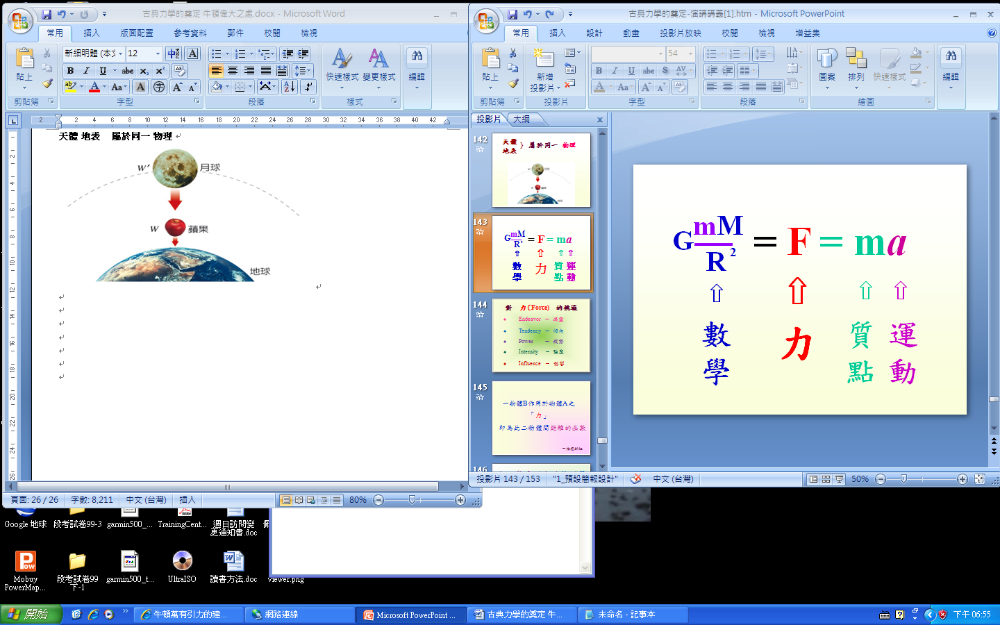 古典力學的奠定 牛頓偉大之處.docx - Microsoft Word
常用 插入 版面配置 參考資料 郵件 校閱 檢視
貼上
新細明體 (本文 12
快速樣式 變更樣式
編輯
剪貼簿 字型 段落 樣式
2 2 4 6 8 10 12 14 16 18 20 22 24 26 28 30 32 34 36 38 40 42
天體 地表 屬於同一 物理
W′ 月球
W 蘋果
地球
頁面: 26 / 26 字數: 8,211 中文 (台灣) 插入 80%
古典力學的奠定-演講講義[1].htm - Microsoft PowerPoint
常用 插入 設計 動畫 投影片放映 校閱 檢視 增益集
貼上
新增
投影片
54
圖案 排列 快速樣式
編輯
剪貼簿 投影片 字型 段落 繪圖
投影片 大綱
142
天體
地表 } 屬於同一 物理
143
G mM/R² = F = ma
數學 力 質點 運動
144
對 力(Force) 的挑選
Endeavor －
Tendency － 傾向
Power －
Intensity － 強度
Influence － 影響
145
一物體B作用於物體A之
「力」
即為此二物體間距離的函數
146
G mM/R² = F = ma
⇧ ⇧ ⇧ ⇧
數學 力 質點 運動
投影片 143 / 153 "1_預設簡報設計" 中文 (台灣) 50%
Google 地球 段考試卷99-3 garmin500_... TrainingCent... 週日訪問變更通知書.doc
Mobuy PowerMap... 段考試卷99下-1 garmin500_t... UltraISO 讀書方法.doc viewer.png
開始 牛頓萬有引力的建... 網路連線 Microsoft PowerPoint ... 古典力學的奠定 牛... 未命名 - 記事本 下午 06:55